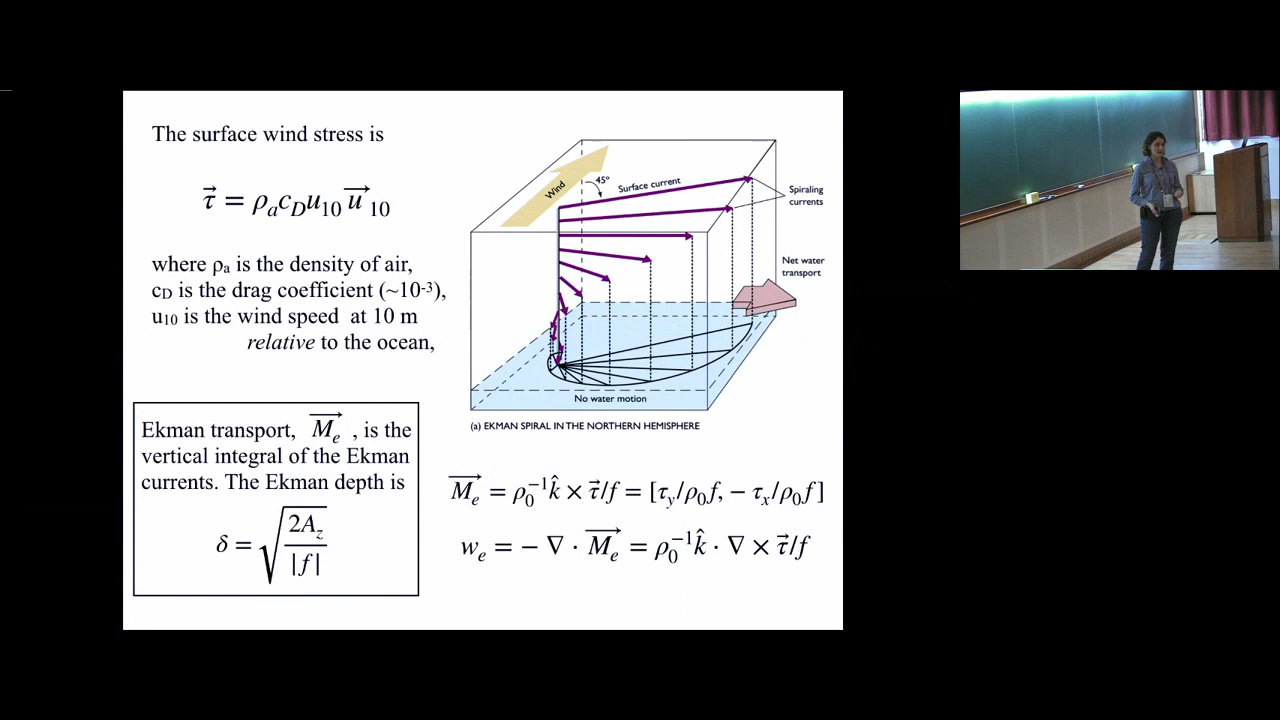 The surface wind stress is
τ⃗ = ρₐc_D u₁₀ u⃗₁₀
where ρₐ is the density of air,
c_D is the drag coefficient (~10⁻³),
u₁₀ is the wind speed at 10 m
relative to the ocean,
Wind
45°
Surface current
Spiraling
currents
Net water
transport
No water motion
(a) EKMAN SPIRAL IN THE NORTHERN HEMISPHERE
Ekman transport, M⃗ₑ , is the
vertical integral of the Ekman
currents. The Ekman depth is
δ = √(2A_z/|f|)
M⃗ₑ = ρ₀⁻¹k̂ × τ⃗/f = [τ_y/ρ₀f, − τₓ/ρ₀f]
wₑ = − ∇ · M⃗ₑ = ρ₀⁻¹k̂ · ∇ × τ⃗/f